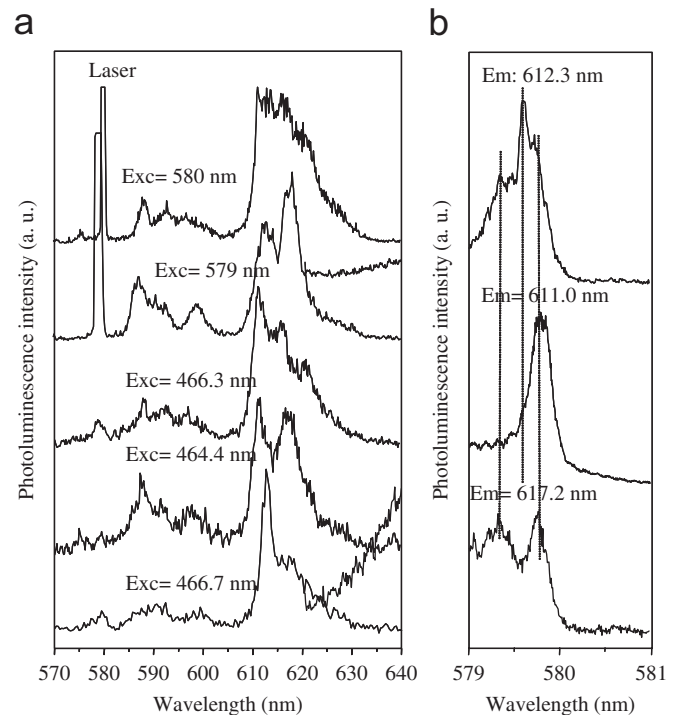 a
Laser
Exc= 580 nm
Exc= 579 nm
Exc= 466.3 nm
Exc= 464.4 nm
Exc= 466.7 nm
Photoluminescence intensity (a. u.)
570 580 590 600 610 620 630 640
Wavelength (nm)
b
Em: 612.3 nm
Em= 611.0 nm
Em= 617.2 nm
Photoluminescence intensity (a. u.)
579 580 581
Wavelength (nm)